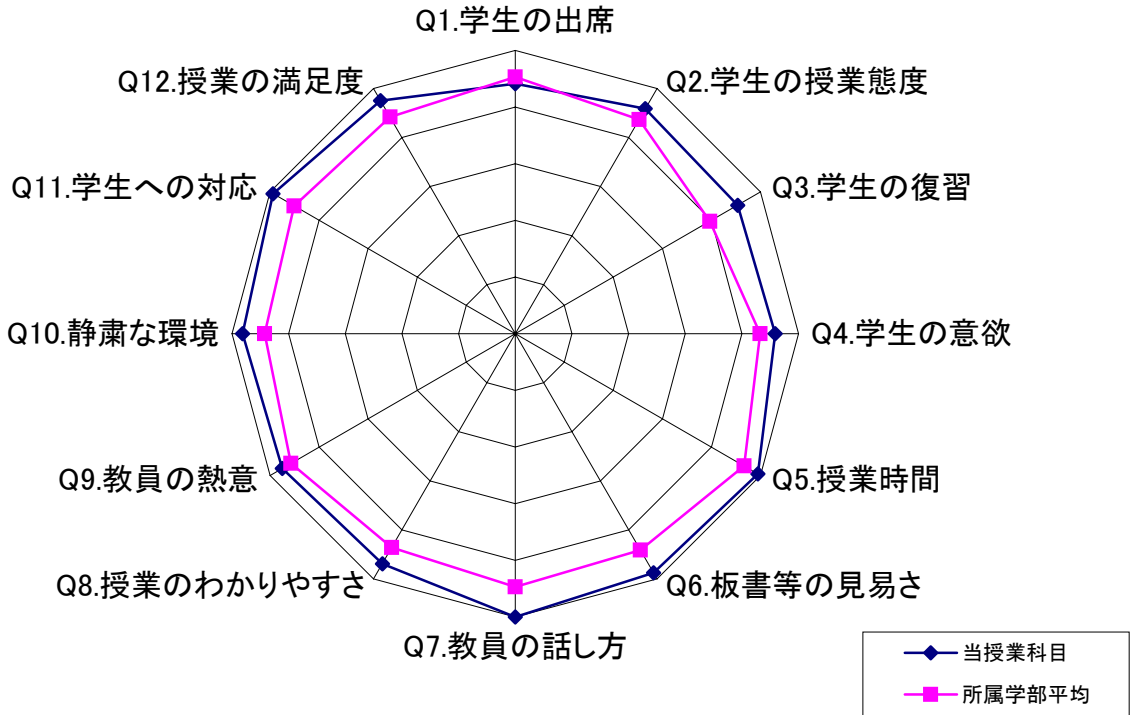 Q1.学生の出席
Q2.学生の授業態度
Q3.学生の復習
Q4.学生の意欲
Q5.授業時間
Q6.板書等の見易さ
Q7.教員の話し方
Q8.授業のわかりやすさ
Q9.教員の熱意
Q10.静粛な環境
Q11.学生への対応
Q12.授業の満足度
当授業科目
所属学部平均